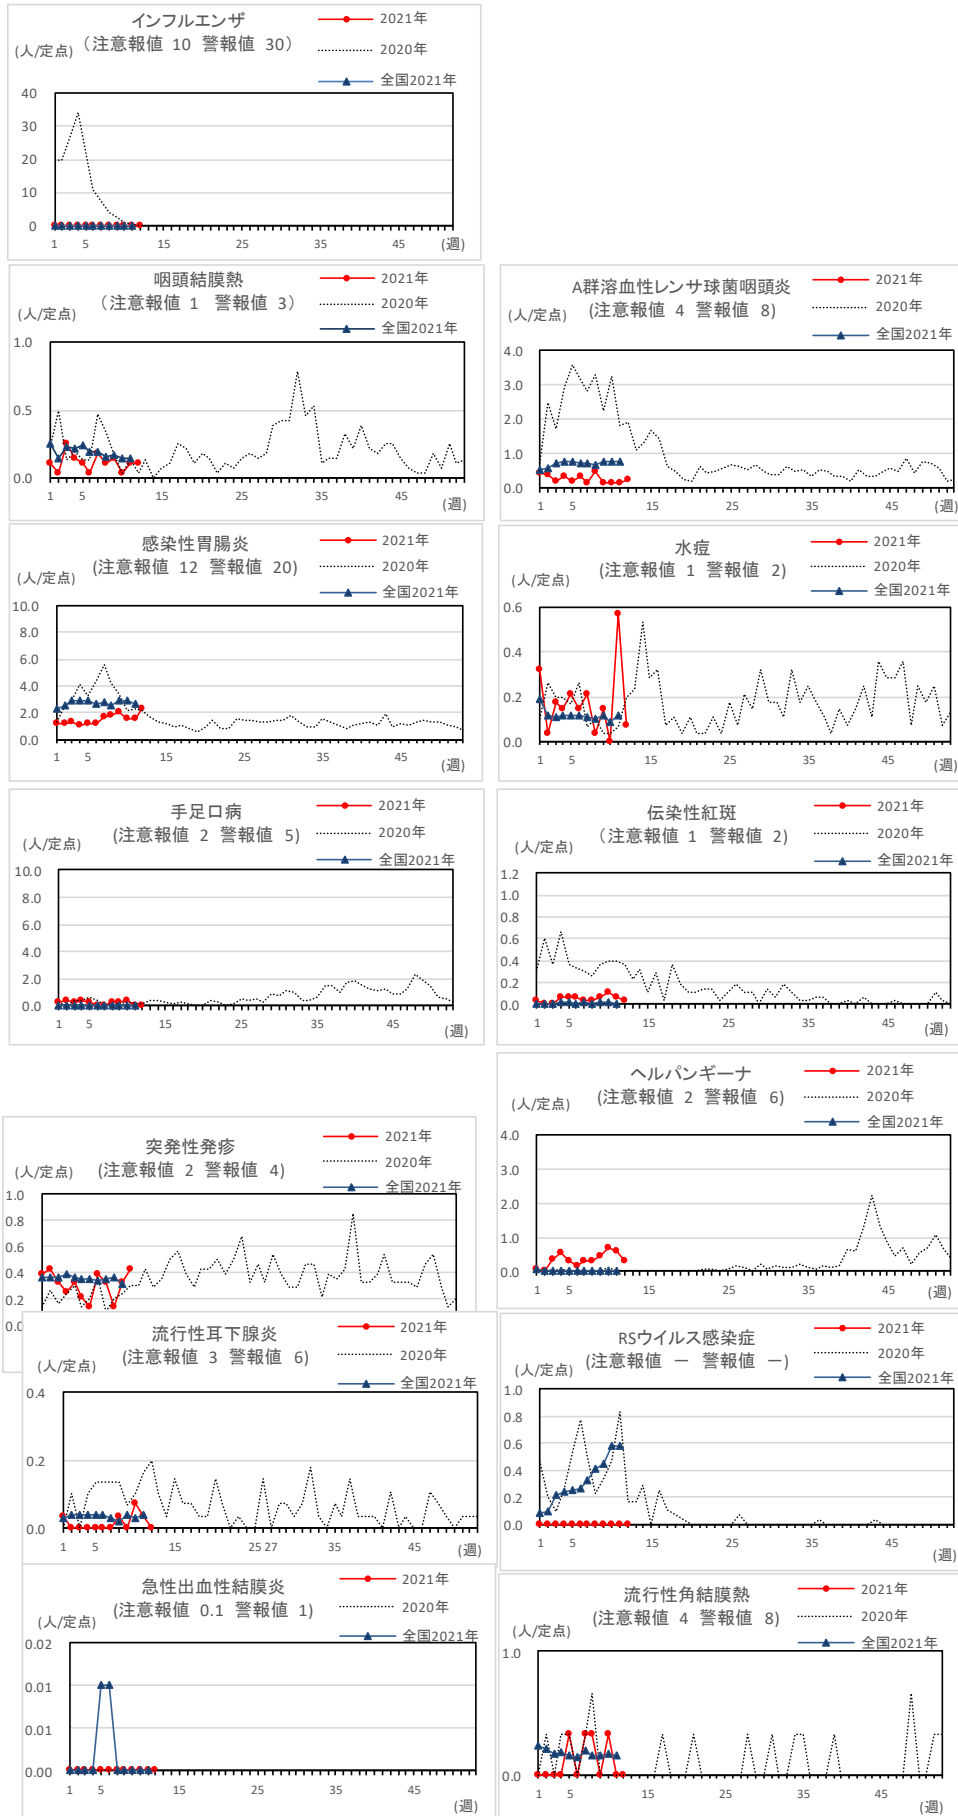 インフルエンザ
（注意報値 10 警報値 30）
(人/定点)
2021年
2020年
全国2021年
40
30
20
10
0
1 5 15 25 35 45 (週)
咽頭結膜熱
（注意報値 1 警報値 3）
(人/定点)
2021年
2020年
全国2021年
1.0
0.5
0.0
1 5 15 25 35 45 (週)
A群溶血性レンサ球菌咽頭炎
(注意報値 4 警報値 8)
(人/定点)
2021年
2020年
全国2021年
4.0
3.0
2.0
1.0
0.0
1 5 15 25 35 45 (週)
感染性胃腸炎
(注意報値 12 警報値 20)
(人/定点)
2021年
2020年
全国2021年
10.0
8.0
6.0
4.0
2.0
0.0
1 5 15 25 35 45 (週)
水痘
(注意報値 1 警報値 2)
(人/定点)
2021年
2020年
全国2021年
0.6
0.4
0.2
0.0
1 5 15 25 35 45 (週)
手足口病
(注意報値 2 警報値 5)
(人/定点)
2021年
2020年
全国2021年
10.0
8.0
6.0
4.0
2.0
0.0
1 5 15 25 35 45 (週)
伝染性紅斑
（注意報値 1 警報値 2）
(人/定点)
2021年
2020年
全国2021年
1.2
1.0
0.8
0.6
0.4
0.2
0.0
1 5 15 25 35 45 (週)
ヘルパンギーナ
(注意報値 2 警報値 6)
(人/定点)
2021年
2020年
全国2021年
4.0
3.0
2.0
1.0
0.0
1 5 15 25 35 45 (週)
突発性発疹
(注意報値 2 警報値 4)
(人/定点)
2021年
2020年
全国2021年
1.0
0.8
0.6
0.4
0.2
0.0
流行性耳下腺炎
(注意報値 3 警報値 6)
(人/定点)
2021年
2020年
全国2021年
0.4
0.2
0.0
1 5 15 25 27 35 45 (週)
RSウイルス感染症
(注意報値 ー 警報値 ー)
(人/定点)
2021年
2020年
全国2021年
1.0
0.8
0.6
0.4
0.2
0.0
1 5 15 25 35 45 (週)
急性出血性結膜炎
(注意報値 0.1 警報値 1)
(人/定点)
2021年
2020年
全国2021年
0.02
0.01
0.01
0.00
1 5 15 25 35 45 (週)
流行性角結膜熱
(注意報値 4 警報値 8)
(人/定点)
2021年
2020年
全国2021年
1.0
0.0
1 5 15 25 35 45 (週)